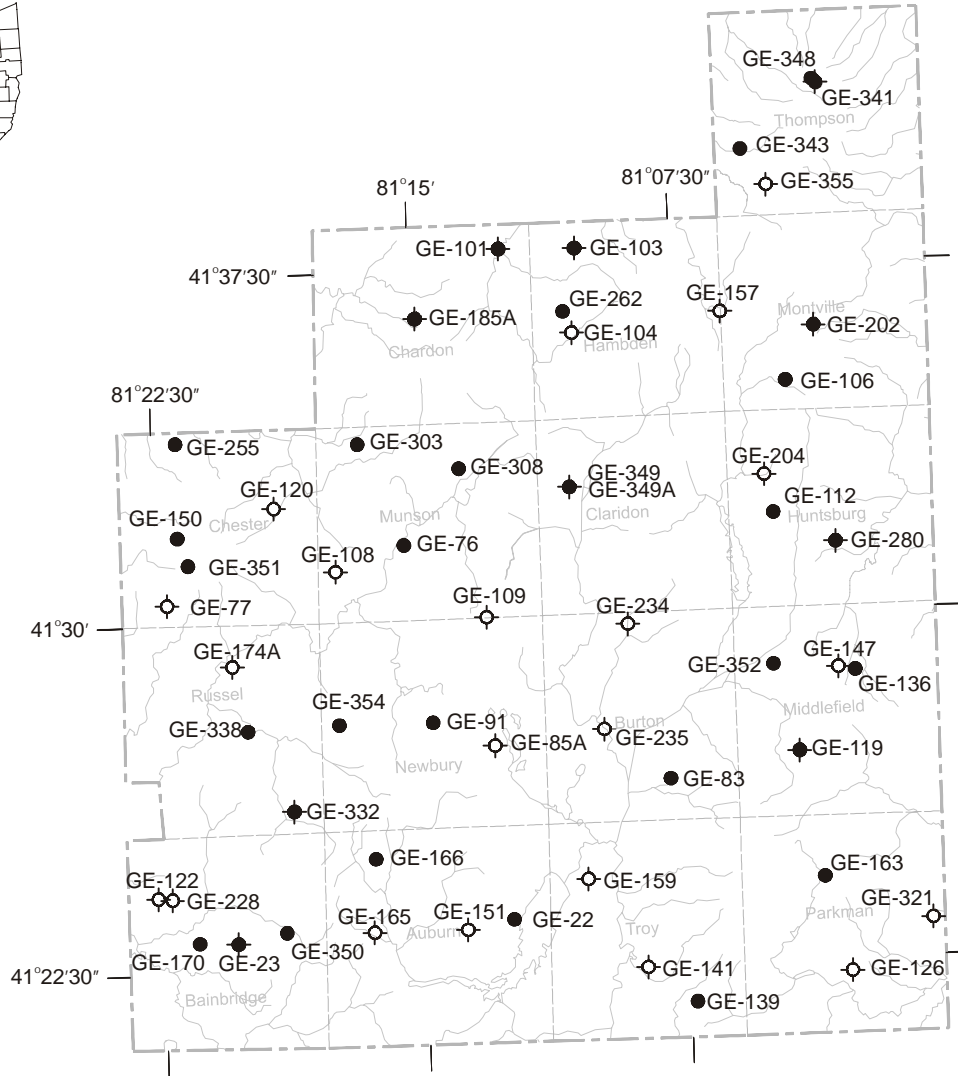 GE-348
GE-341
Thompson
GE-343
GE-355
81°07′30″
81°15′
GE-101
GE-103
41°37′30″
GE-262
GE-157
Montville
GE-185A
GE-104
GE-202
Chardon
Hambden
GE-106
81°22′30″
GE-255
GE-303
GE-308
GE-204
GE-349
GE-349A
GE-120
GE-112
GE-150
Chester
Munson
Claridon
Huntsburg
GE-76
GE-280
GE-108
GE-351
GE-77
GE-109
GE-234
41°30′
GE-174A
GE-147
GE-352
GE-136
Russel
GE-354
Middlefield
GE-338
GE-91
Burton
GE-85A
GE-235
GE-119
Newbury
GE-83
GE-332
GE-166
GE-163
GE-122
GE-159
GE-228
GE-321
GE-165
GE-151
GE-22
Parkman
Auburn
Troy
GE-350
GE-170
GE-23
GE-141
GE-126
41°22′30″
Bainbridge
GE-139